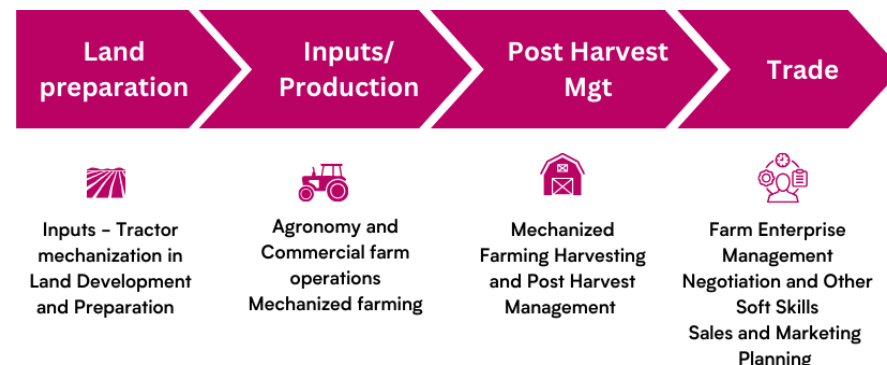 Land
preparation
Inputs/
Production
Post Harvest
Mgt
Trade
Inputs - Tractor
mechanization in
Land Development
and Preparation
Agronomy and
Commercial farm
operations
Mechanized farming
Mechanized
Farming Harvesting
and Post Harvest
Management
Farm Enterprise
Management
Negotiation and Other
Soft Skills
Sales and Marketing
Planning